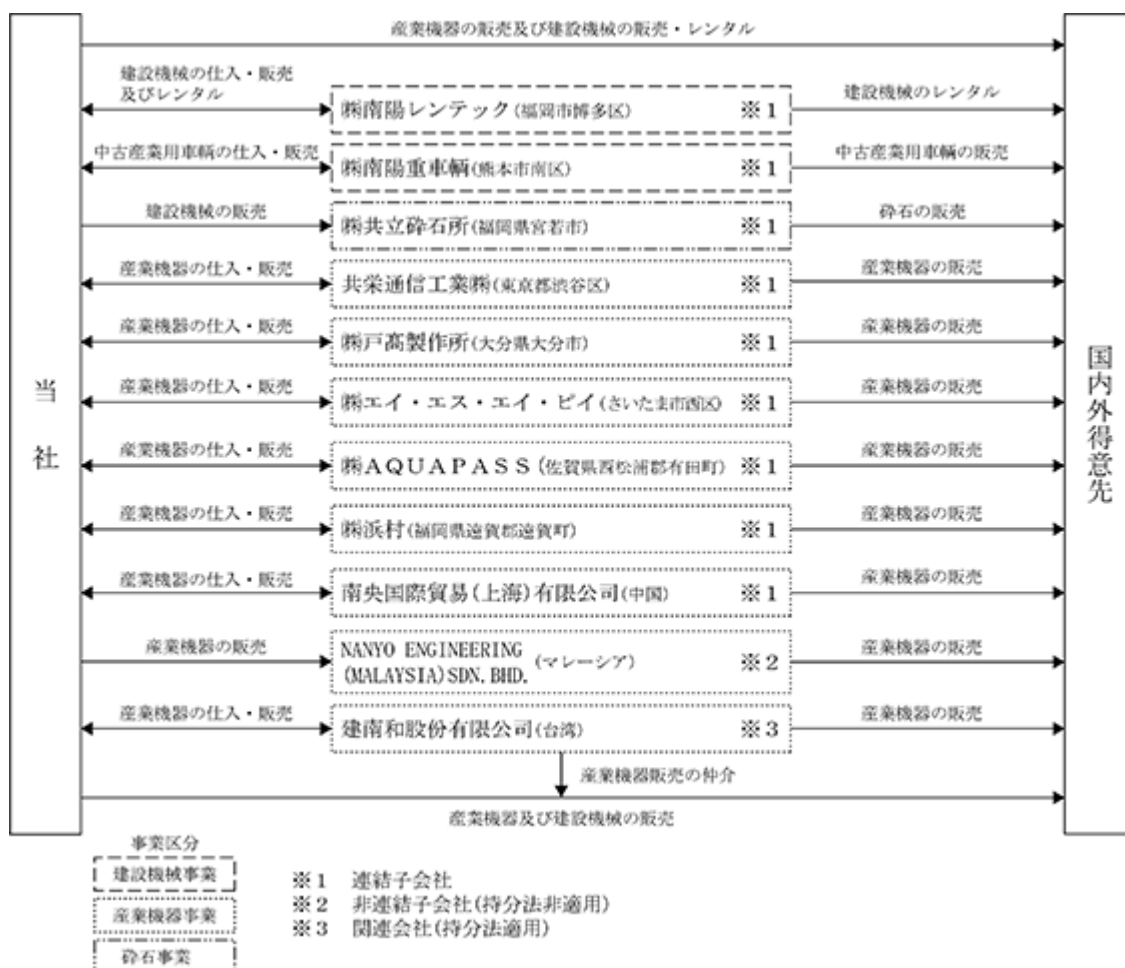 産業機器の販売及び建設機械の販売・レンタル
建設機械の仕入・販売
及びレンタル
㈱南陽レンテック(福岡市博多区) ※1
建設機械のレンタル
中古産業用車輌の仕入・販売
㈱南陽重車輌(熊本市南区) ※1
中古産業用車輌の販売
建設機械の販売
㈱共立砕石所(福岡県宮若市) ※1
砕石の販売
産業機器の仕入・販売
共栄通信工業㈱(東京都渋谷区) ※1
産業機器の販売
産業機器の仕入・販売
㈱戸髙製作所(大分県大分市) ※1
産業機器の販売
当社
国内外得意先
産業機器の仕入・販売
㈱エイ・エス・エイ・ピイ(さいたま市西区) ※1
産業機器の販売
産業機器の仕入・販売
㈱AQUAPASS(佐賀県西松浦郡有田町) ※1
産業機器の販売
産業機器の仕入・販売
㈱浜村(福岡県遠賀郡遠賀町) ※1
産業機器の販売
産業機器の仕入・販売
南央国際貿易(上海)有限公司(中国) ※1
産業機器の販売
産業機器の販売
NANYO ENGINEERING
(MALAYSIA)SDN.BHD. (マレーシア) ※2
産業機器の販売
産業機器の仕入・販売
建南和股份有限公司(台湾) ※3
産業機器の販売
産業機器販売の仲介
産業機器及び建設機械の販売
事業区分
建設機械事業
産業機器事業
砕石事業
※1 連結子会社
※2 非連結子会社(持分法非適用)
※3 関連会社(持分法適用)